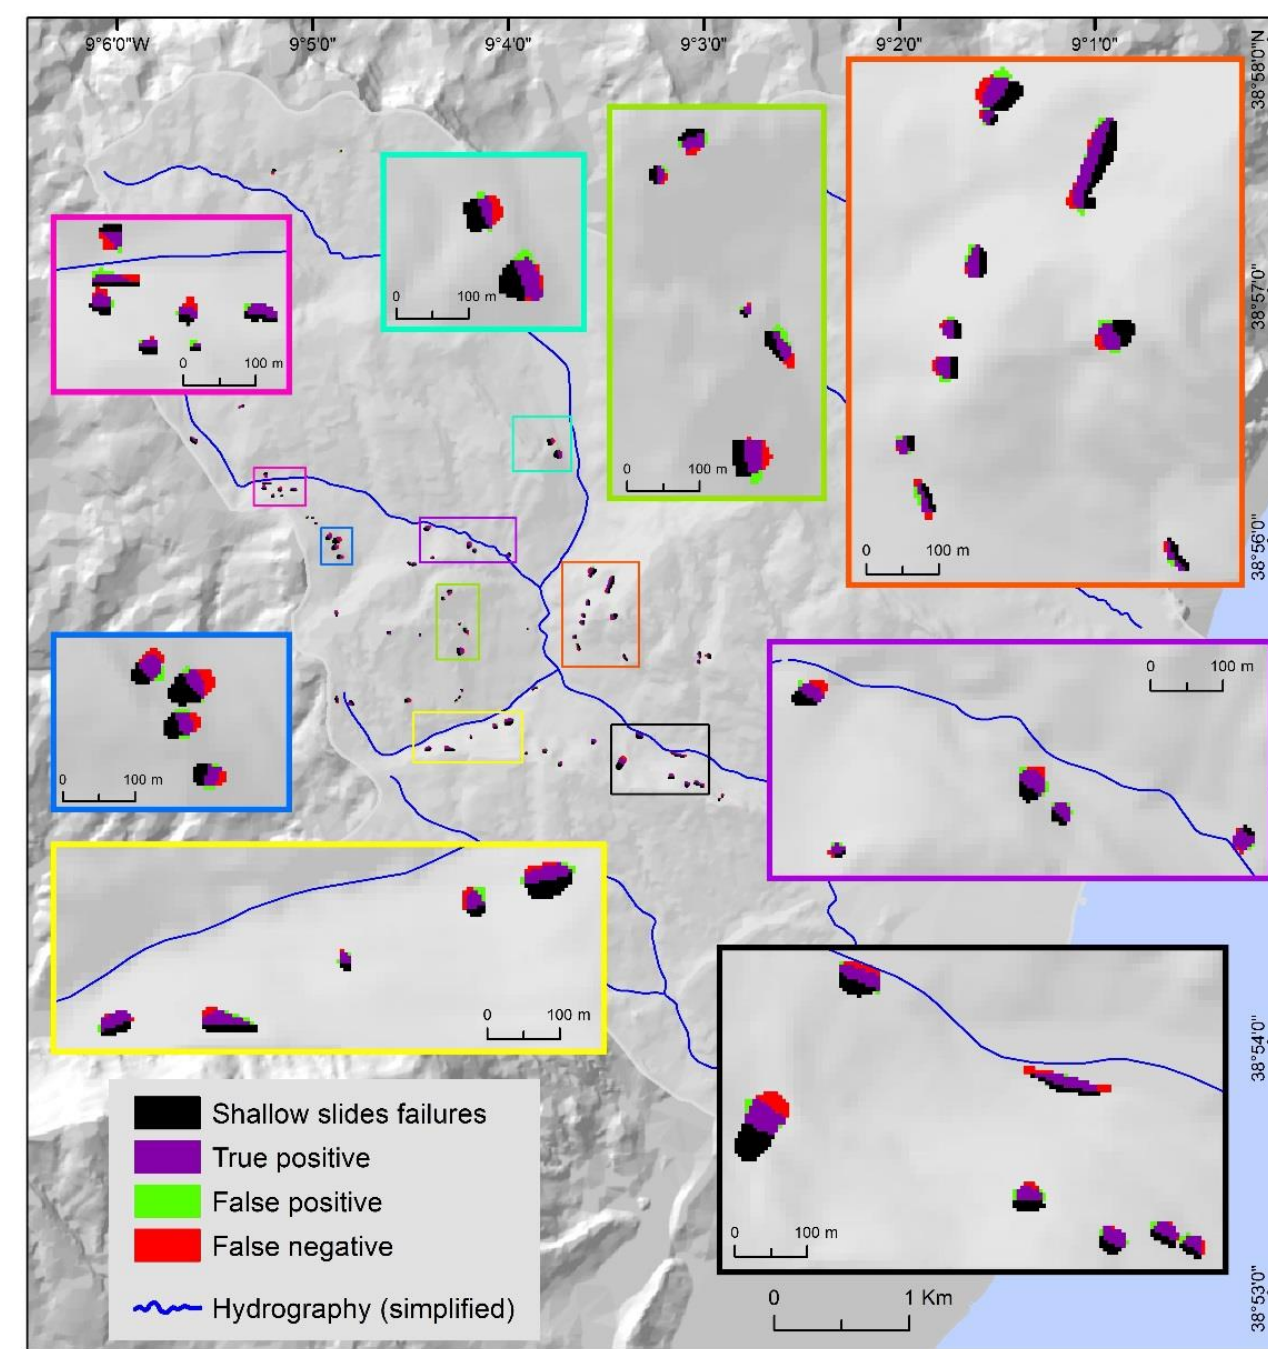 9°6'0"W 9°5'0" 9°4'0" 9°3'0" 9°2'0" 9°1'0"
38°58'0"N
38°57'0"
38°56'0"
38°54'0"
38°53'0"
0 100 m
0 100 m
0 100 m
0 100 m
0 100 m
0 100 m
0 100 m
0 100 m
Shallow slides failures
True positive
False positive
False negative
Hydrography (simplified)
0 1 Km